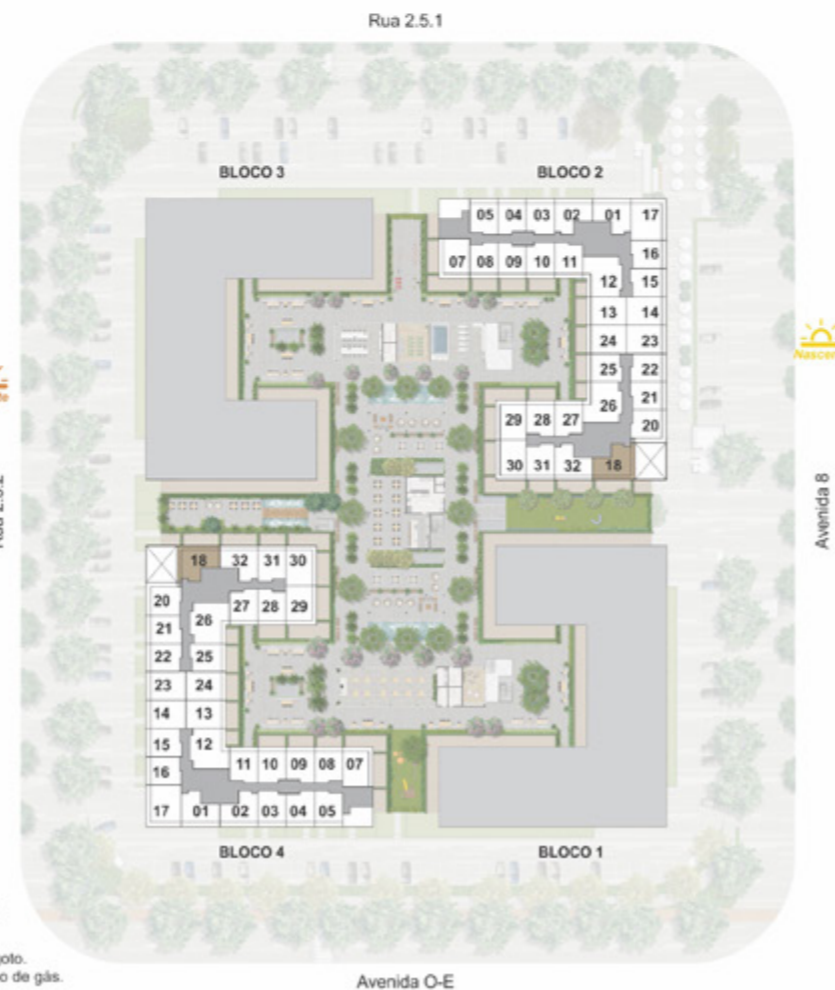 Rua 2.5.1
BLOCO 3
BLOCO 2
05 04 03 02 01 17
16
07 08 09 10 11
12 15
13 14
24 23
25 22
21
26
20
29 28 27
30 31 32 18
Avenida 8
18 32 31 30
20
27 28 29
26
21
22 25
23 24
14 13
15 12
16
11 10 09 08 07
17 01 02 03 04 05
BLOCO 4
BLOCO 1
o de gás.
Avenida O-E